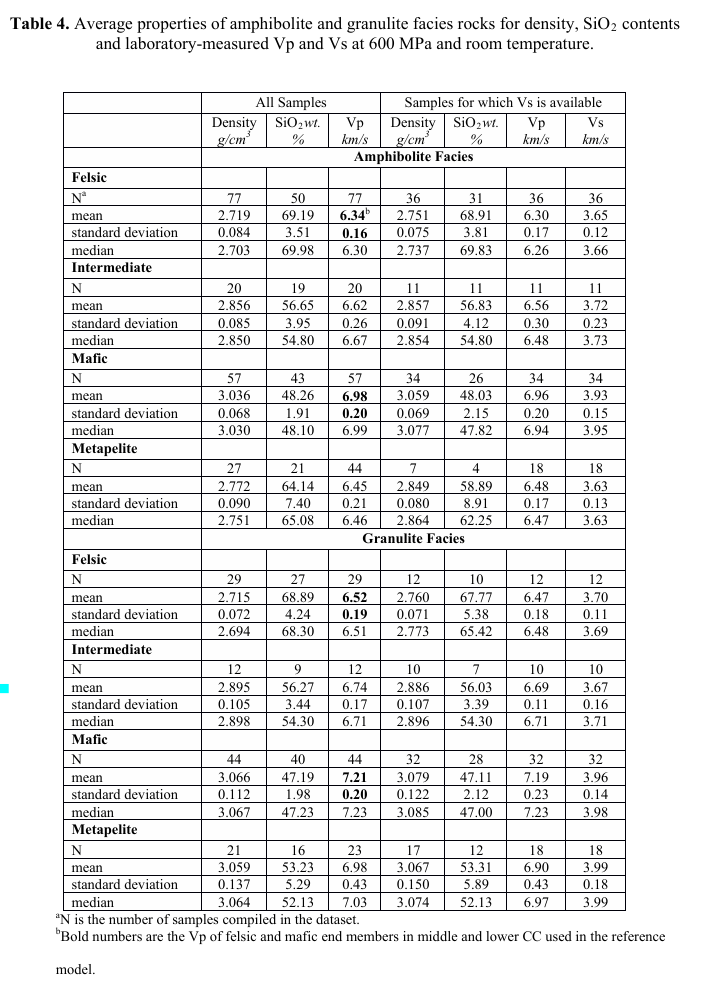 Table 4. Average properties of amphibolite and granulite facies rocks for density, SiO₂ contents
and laboratory-measured Vp and Vs at 600 MPa and room temperature.
All Samples Samples for which Vs is available
Density SiO₂ wt. Vp Density SiO₂ wt. Vp Vs
g/cm³ % km/s g/cm³ % km/s km/s
Amphibolite Facies
Felsic
Nᵃ 77 50 77 36 31 36 36
mean 2.719 69.19 6.34ᵇ 2.751 68.91 6.30 3.65
standard deviation 0.084 3.51 0.16 0.075 3.81 0.17 0.12
median 2.703 69.98 6.30 2.737 69.83 6.26 3.66
Intermediate
N 20 19 20 11 11 11 11
mean 2.856 56.65 6.62 2.857 56.83 6.56 3.72
standard deviation 0.085 3.95 0.26 0.091 4.12 0.30 0.23
median 2.850 54.80 6.67 2.854 54.80 6.48 3.73
Mafic
N 57 43 57 34 26 34 34
mean 3.036 48.26 6.98 3.059 48.03 6.96 3.93
standard deviation 0.068 1.91 0.20 0.069 2.15 0.20 0.15
median 3.030 48.10 6.99 3.077 47.82 6.94 3.95
Metapelite
N 27 21 44 7 4 18 18
mean 2.772 64.14 6.45 2.849 58.89 6.48 3.63
standard deviation 0.090 7.40 0.21 0.080 8.91 0.17 0.13
median 2.751 65.08 6.46 2.864 62.25 6.47 3.63
Granulite Facies
Felsic
N 29 27 29 12 10 12 12
mean 2.715 68.89 6.52 2.760 67.77 6.47 3.70
standard deviation 0.072 4.24 0.19 0.071 5.38 0.18 0.11
median 2.694 68.30 6.51 2.773 65.42 6.48 3.69
Intermediate
N 12 9 12 10 7 10 10
mean 2.895 56.27 6.74 2.886 56.03 6.69 3.67
standard deviation 0.105 3.44 0.17 0.107 3.39 0.11 0.16
median 2.898 54.30 6.71 2.896 54.30 6.71 3.71
Mafic
N 44 40 44 32 28 32 32
mean 3.066 47.19 7.21 3.079 47.11 7.19 3.96
standard deviation 0.112 1.98 0.20 0.122 2.12 0.23 0.14
median 3.067 47.23 7.23 3.085 47.00 7.23 3.98
Metapelite
N 21 16 23 17 12 18 18
mean 3.059 53.23 6.98 3.067 53.31 6.90 3.99
standard deviation 0.137 5.29 0.43 0.150 5.89 0.43 0.18
median 3.064 52.13 7.03 3.074 52.13 6.97 3.99
ᵃN is the number of samples compiled in the dataset.
ᵇBold numbers are the Vp of felsic and mafic end members in middle and lower CC used in the reference
model.